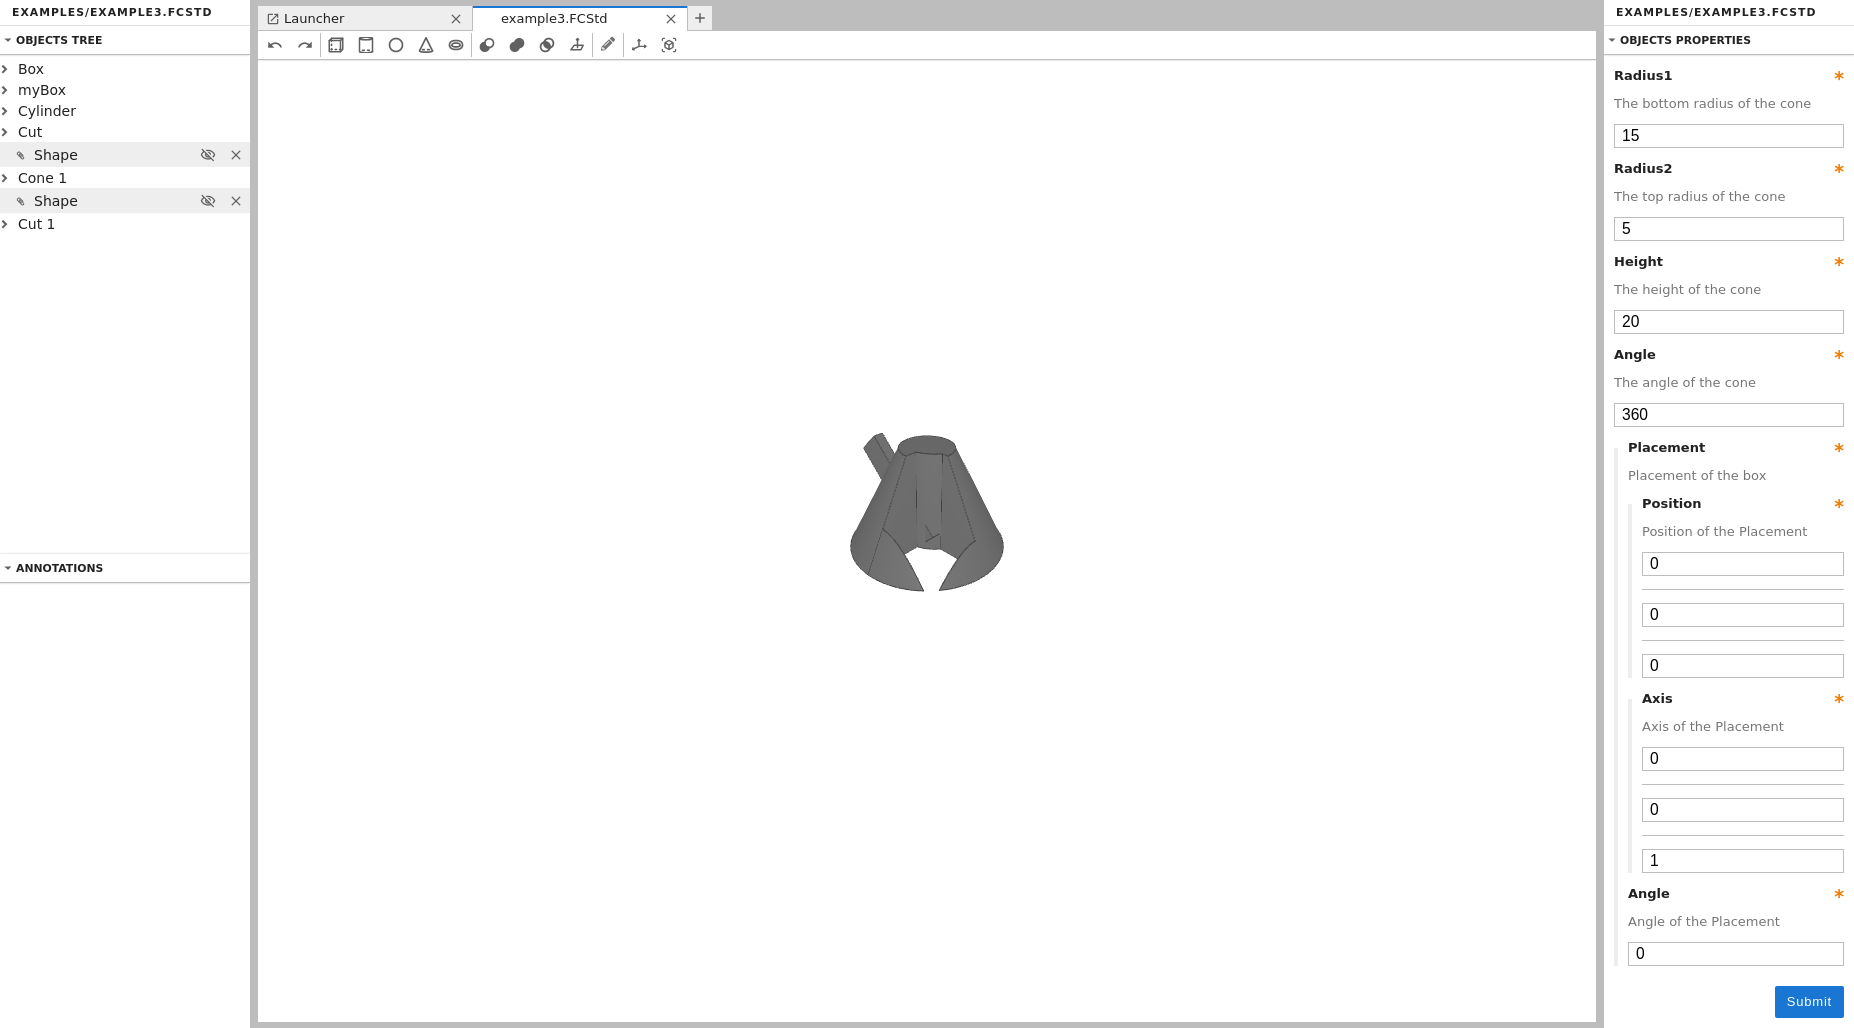 EXAMPLES/EXAMPLE3.FCSTD
OBJECTS TREE
Box
myBox
Cylinder
Cut
Shape
Cone 1
Shape
Cut 1
ANNOTATIONS
Launcher
example3.FCStd
EXAMPLES/EXAMPLE3.FCSTD
OBJECTS PROPERTIES
Radius1 *
The bottom radius of the cone
15
Radius2 *
The top radius of the cone
5
Height *
The height of the cone
20
Angle *
The angle of the cone
360
Placement *
Placement of the box
Position *
Position of the Placement
0
0
0
Axis *
Axis of the Placement
0
0
1
Angle *
Angle of the Placement
0
Submit